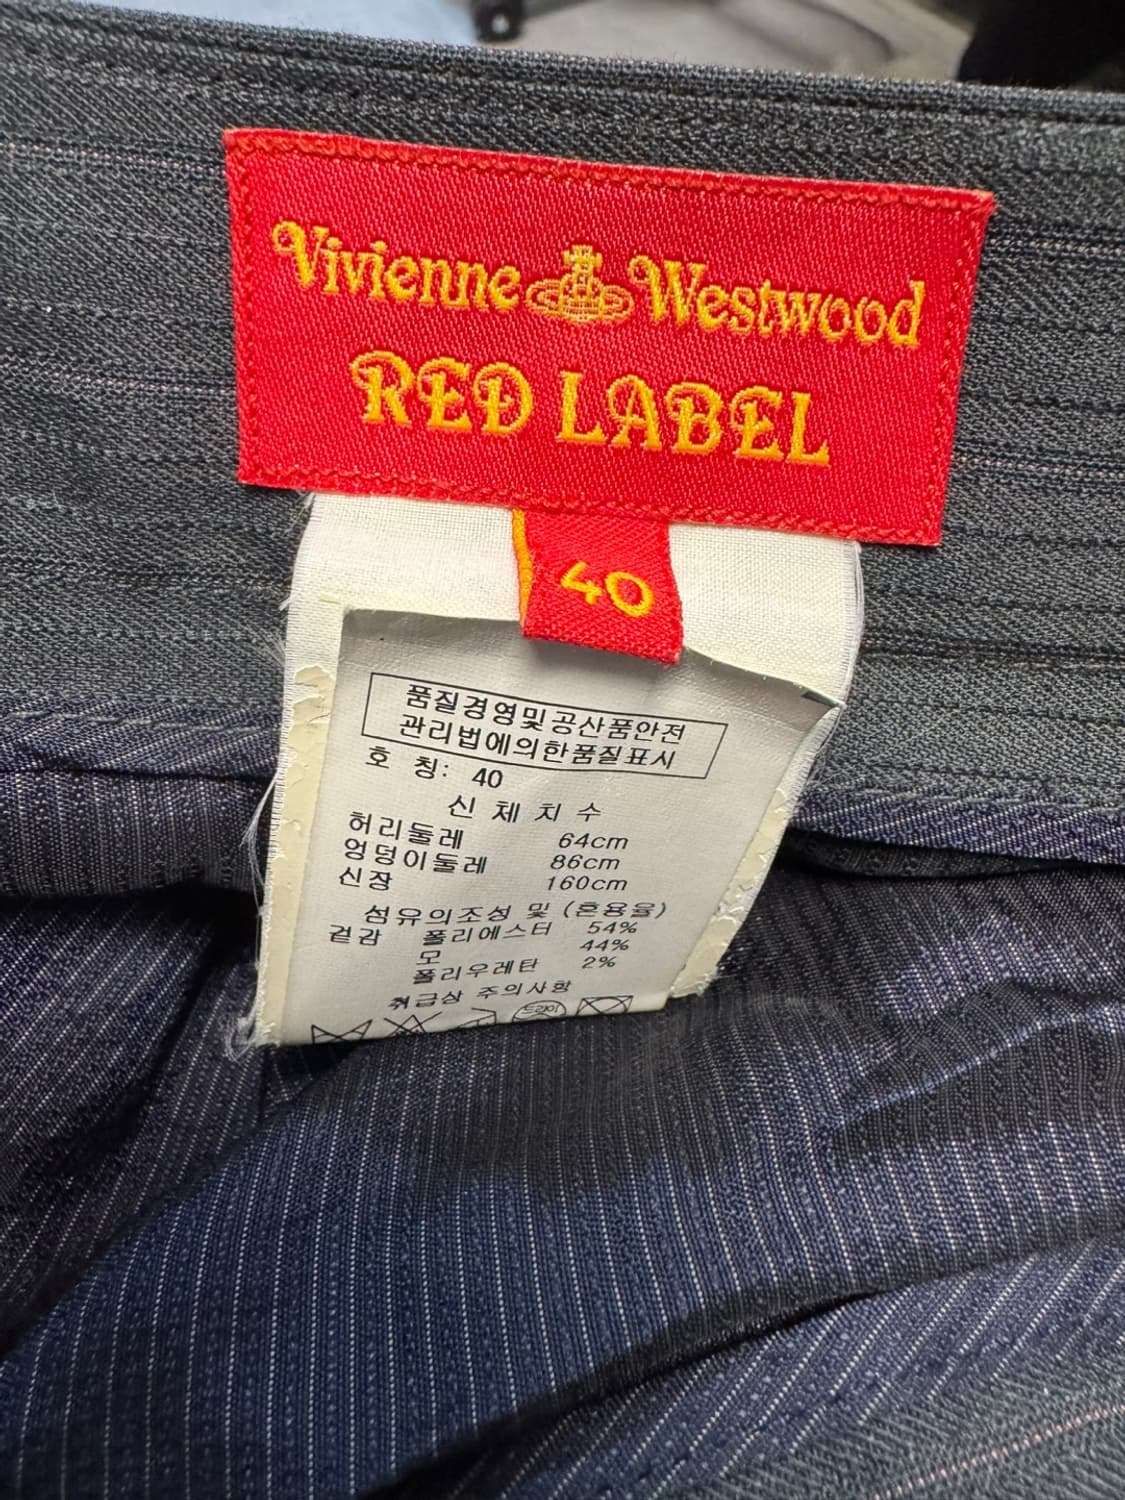 Vivienne Westwood
RED LABEL
40
품질경영및공산품안전
관리법에의한품질표시
호 칭: 40
신 체 치 수
허리둘레 64cm
엉덩이둘레 86cm
신장 160cm
섬유의조성 및 (혼용율)
겉감 폴리에스터 54%
모 44%
폴리우레탄 2%
취급상 주의사항
드라이